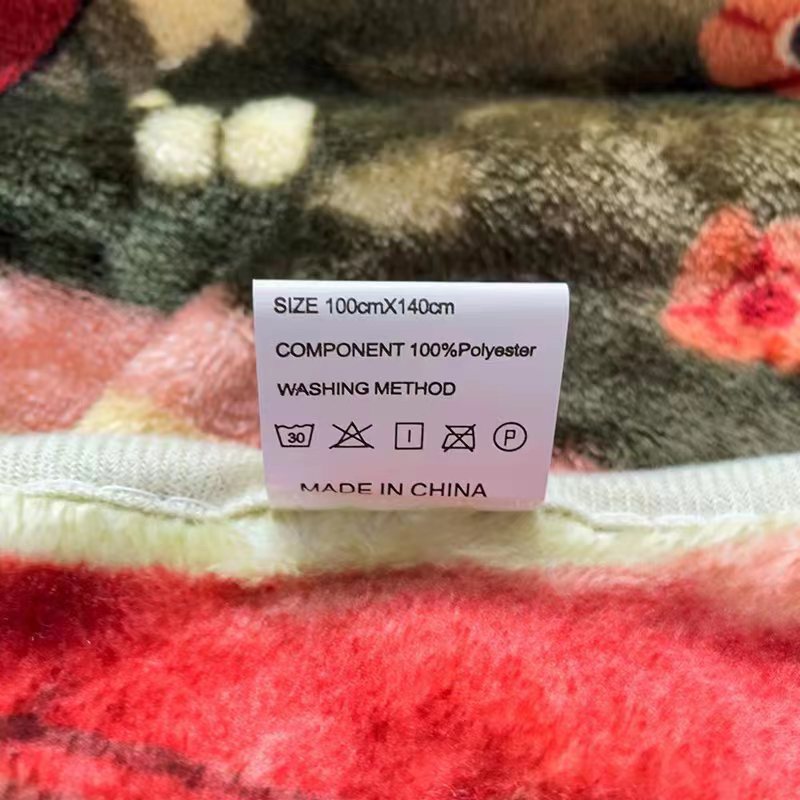 SIZE 100cmX140cm
COMPONENT 100%Polyester
WASHING METHOD
30 P
MADE IN CHINA